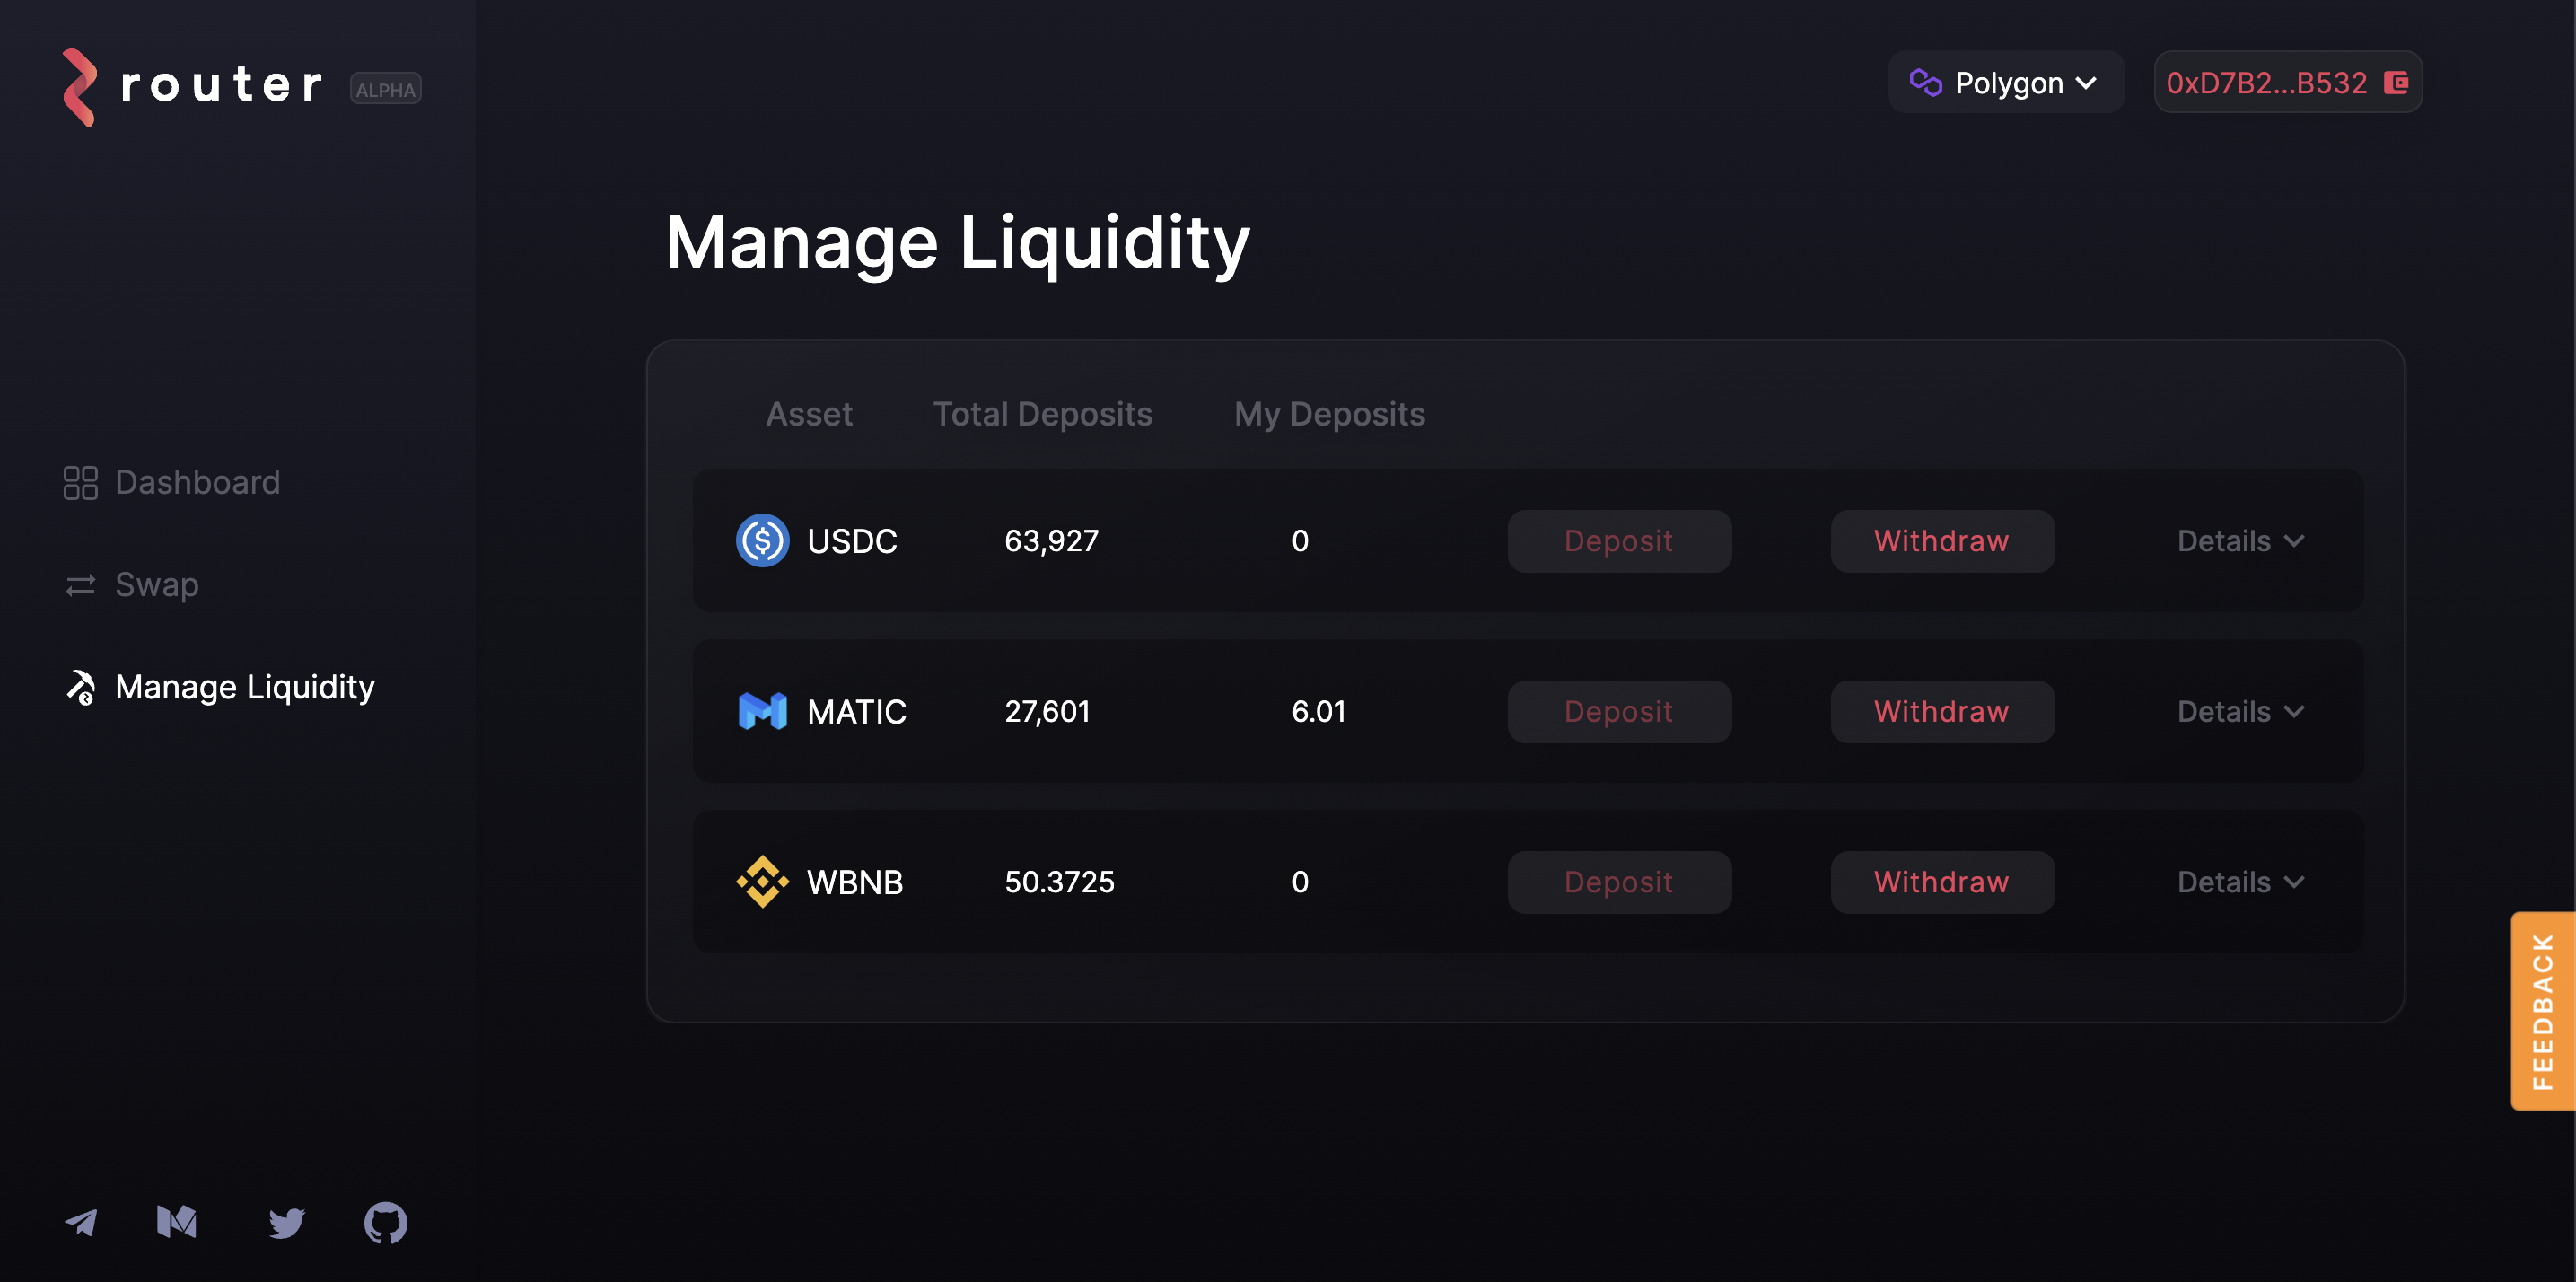 router ALPHA
Polygon
0xD7B2...B532
Manage Liquidity
Dashboard
Swap
Manage Liquidity
Asset Total Deposits My Deposits
USDC 63,927 0 Deposit Withdraw Details
MATIC 27,601 6.01 Deposit Withdraw Details
WBNB 50.3725 0 Deposit Withdraw Details
FEEDBACK